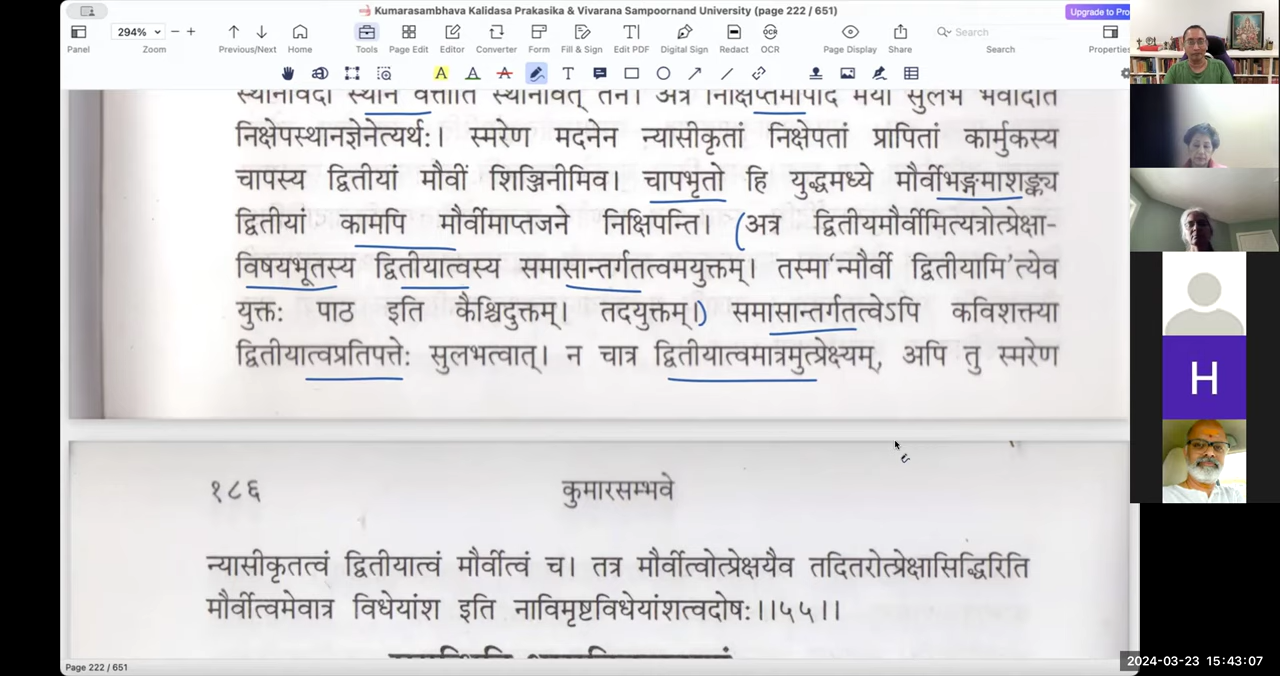 Kumarasambhava Kalidasa Prakasika & Vivarana Sampoornand University (page 222 / 651)
Upgrade to Pro
294%
Panel Zoom Previous/Next Home Tools Page Edit Editor Converter Form Fill & Sign Edit PDF Digital Sign Redact OCR Page Display Share Search Search Properties
स्थान वेत्तीति स्थानवित् तेन। अत्र मया सुलभं
निक्षेपस्थानज्ञेनेत्यर्थः। स्मरेण मदनेन न्यासीकृतां निक्षेपतां प्रापितां कार्मुकस्य
चापस्य द्वितीयां मौर्वीं शिञ्जिनीमिव। चापभृतो हि युद्धमध्ये मौर्वीभङ्गमाशङ्क्य
द्वितीयां कामपि मौर्वीमाप्तजने निक्षिपन्ति। (अत्र द्वितीयमौर्वीमित्यत्रोत्प्रेक्षा-
विषयभूतस्य द्वितीयात्वस्य समासान्तर्गतत्वमयुक्तम्। तस्मा‘न्मौर्वी द्वितीयामि’त्येव
युक्तः पाठ इति कैश्चिदुक्तम्। तदयुक्तम्।) समासान्तर्गतत्वेऽपि कविशक्त्या
द्वितीयात्वप्रतिपत्तेः सुलभत्वात्। न चात्र द्वितीयात्वमात्रमुत्प्रेक्ष्यम्, अपि तु स्मरेण
१८६ कुमारसम्भवे
न्यासीकृतत्वं द्वितीयात्वं मौर्वीत्वं च। तत्र मौर्वीत्वोत्प्रेक्षयैव तदितरोत्प्रेक्षासिद्धिरिति
मौर्वीत्वमेवात्र विधेयांश इति नाविमृष्टविधेयांशत्वदोषः।।५५।।
Page 222 / 651
H
2024-03-23 15:43:07